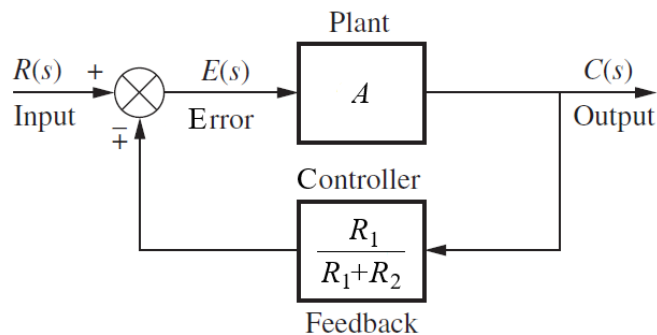 Plant
R(s) + E(s) C(s)
A
Input Error Output
∓
Controller
R₁
R₁+R₂
Feedback